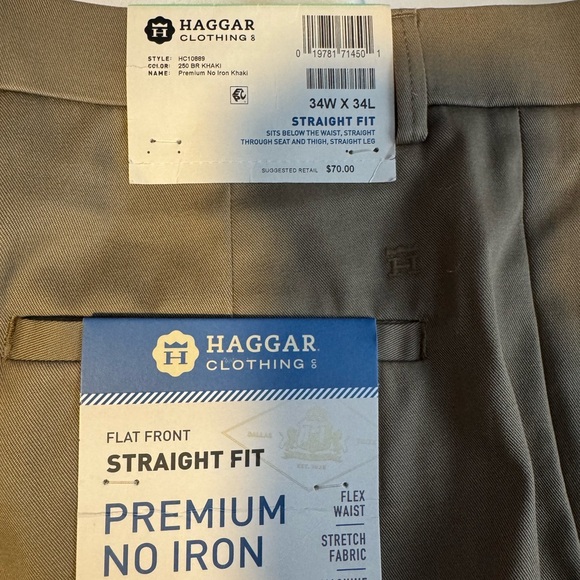 HAGGAR
CLOTHING CO
STYLE: HC10889
COLOR: 250 BR KHAKI
NAME: Premium No Iron Khaki
0 19781 71450 1
34W X 34L
STRAIGHT FIT
SITS BELOW THE WAIST, STRAIGHT
THROUGH SEAT AND THIGH, STRAIGHT LEG
SUGGESTED RETAIL $70.00
H
HAGGAR
CLOTHING CO
FLAT FRONT
STRAIGHT FIT
DALLAS
PREMIUM
NO IRON
FLEX
WAIST
STRETCH
FABRIC